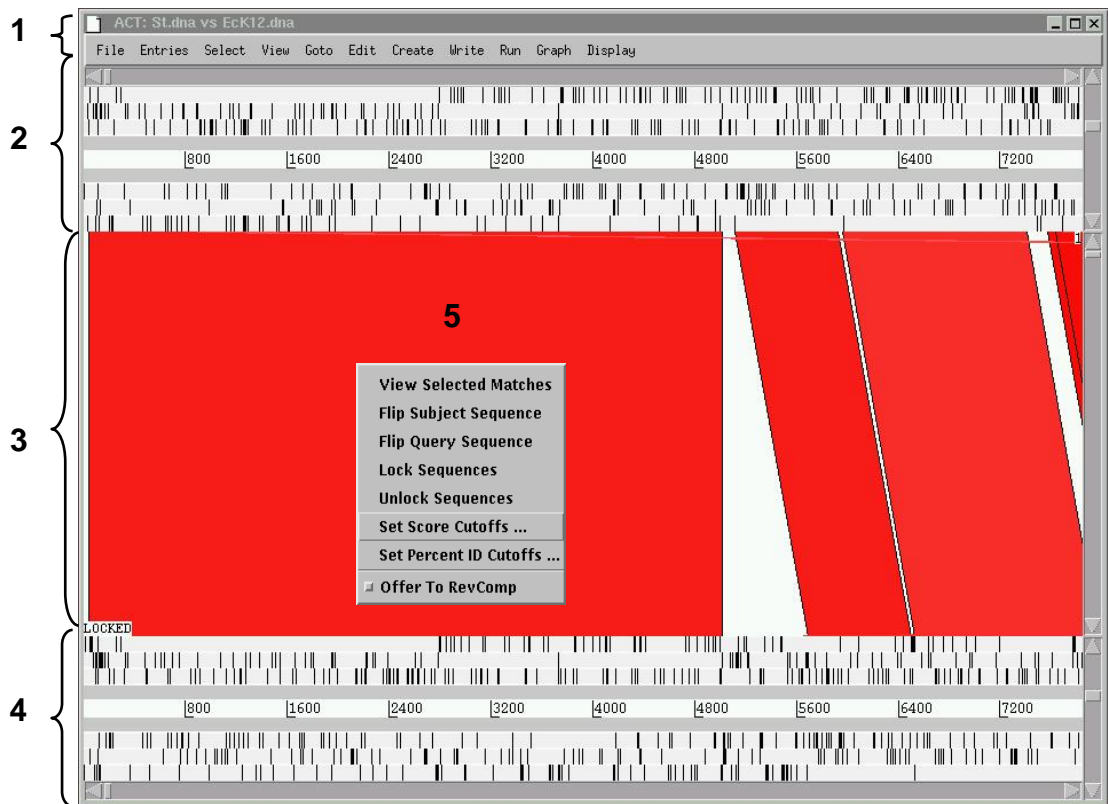 1
ACT: St.dna vs EcK12.dna
File Entries Select View Goto Edit Create Write Run Graph Display
2
800 1600 2400 3200 4000 4800 5600 6400 7200
1
3
5
View Selected Matches
Flip Subject Sequence
Flip Query Sequence
Lock Sequences
Unlock Sequences
Set Score Cutoffs ...
Set Percent ID Cutoffs ...
Offer To RevComp
LOCKED
4
800 1600 2400 3200 4000 4800 5600 6400 7200